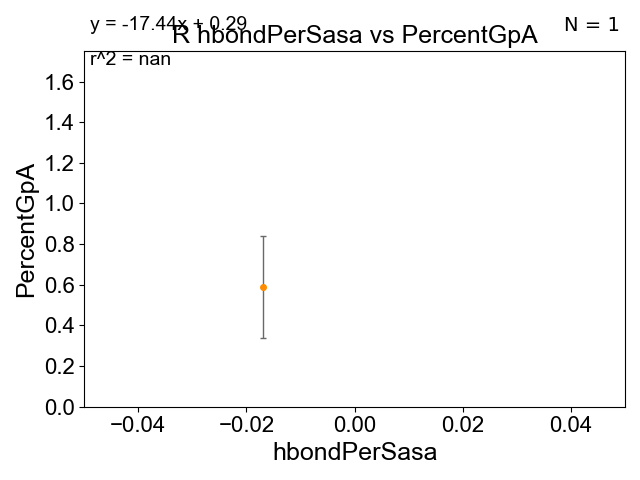 y = -17.44x + 0.29
R hbondPerSasa vs PercentGpA
N = 1
r^2 = nan
PercentGpA
1.6
1.4
1.2
1.0
0.8
0.6
0.4
0.2
0.0
−0.04 −0.02 0.00 0.02 0.04
hbondPerSasa